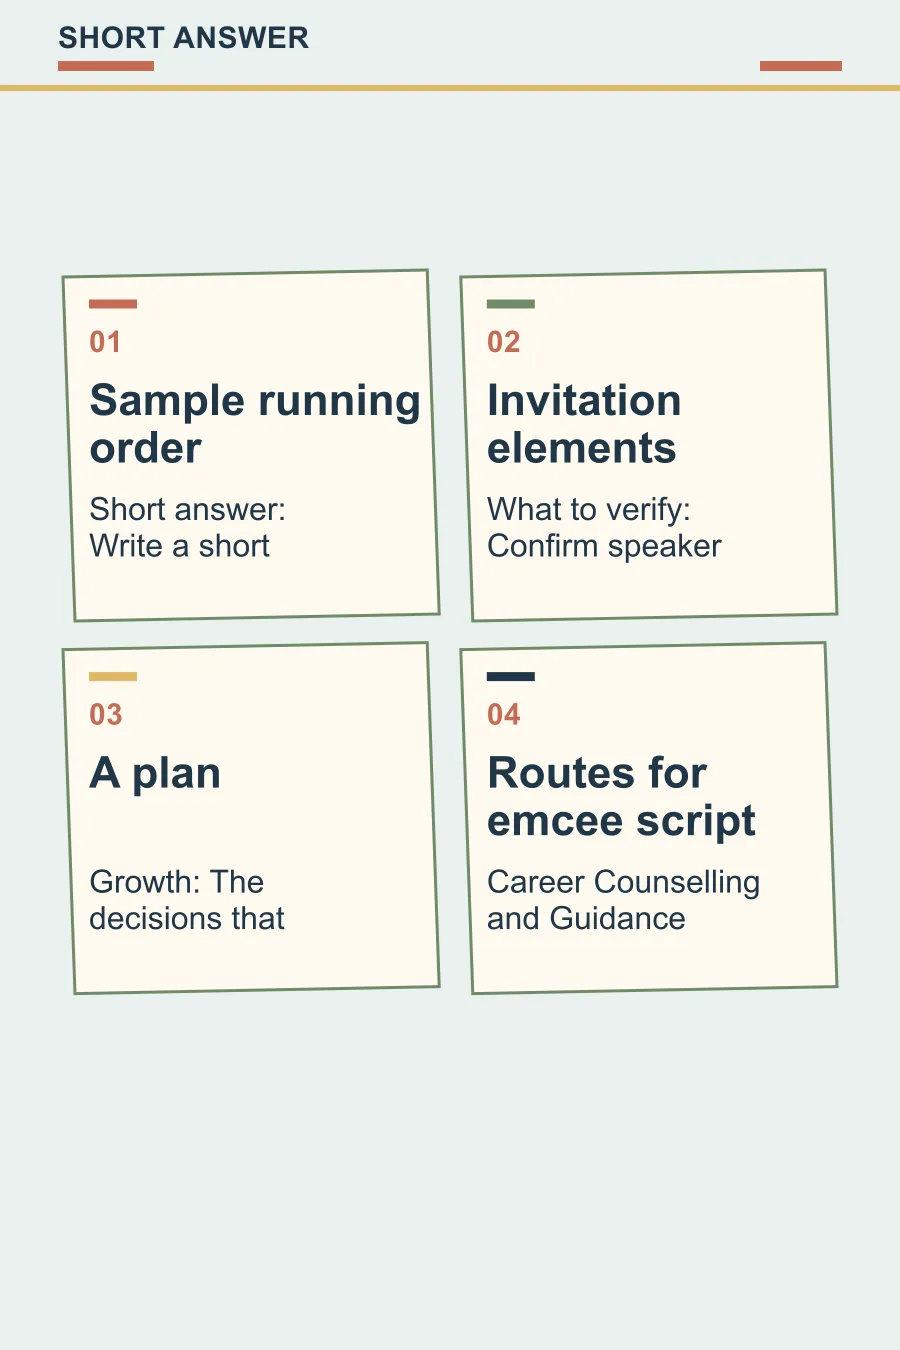 SHORT ANSWER
01
Sample running
order
Short answer:
Write a short
02
Invitation
elements
What to verify:
Confirm speaker
03
A plan
Growth: The
decisions that
04
Routes for
emcee script
Career Counselling
and Guidance